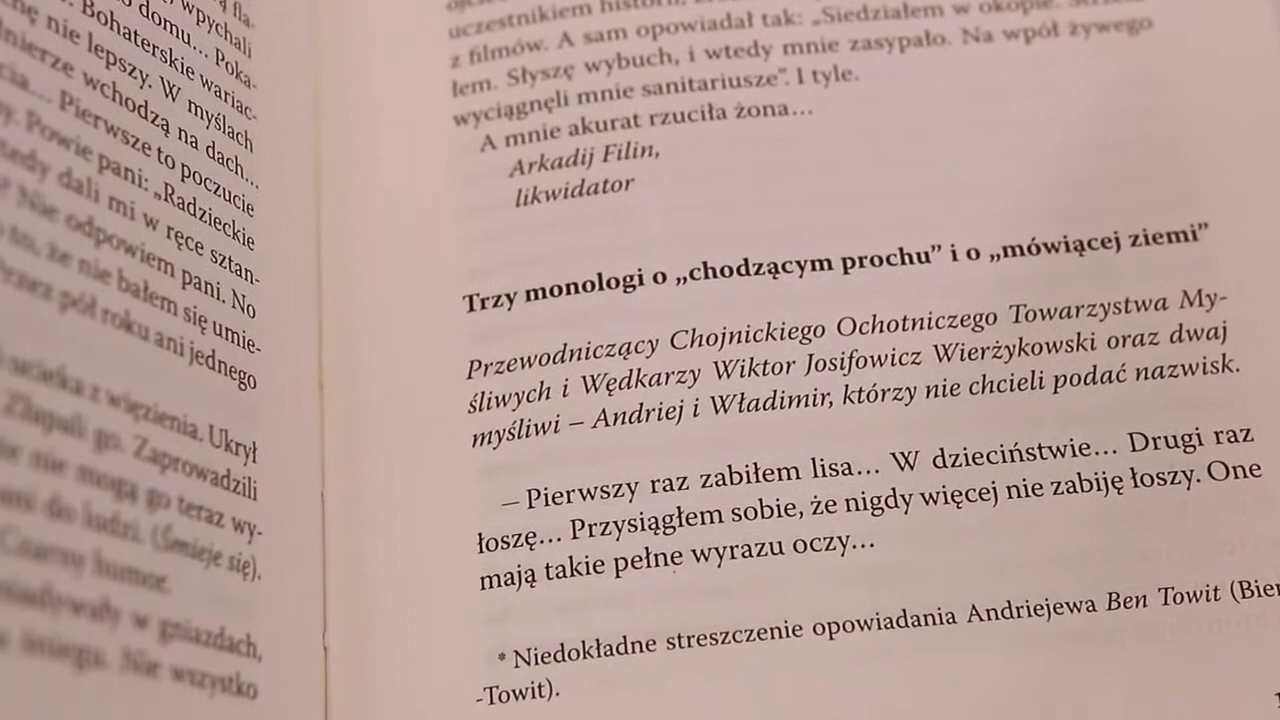 wpychali
domu... Poka-
nę nie lepszy. W myślach
Bohaterskie wariac-
nierze wchodzą na dach...
Pierwsze to poczucie
Powie pani: „Radzieckie
dali mi w ręce sztan-
Nie odpowiem pani. No
to, że nie bałem się umie-
pół roku ani jednego
ucieka z więzienia. Ukrył
Złapali go. Zaprowadzili
nie mogą go teraz wy-
do ludzi. (Śmieje się).
Czarny humor.
w gniazdach,
śniegu. Nie wszystko
uczestnikiem historii,
z filmów. A sam opowiadał tak: „Siedziałem w okopie.
łem. Słyszę wybuch, i wtedy mnie zasypało. Na wpół żywego
wyciągnęli mnie sanitariusze”. I tyle.
A mnie akurat rzuciła żona...
Arkadij Filin,
likwidator
Trzy monologi o „chodzącym prochu” i o „mówiącej ziemi”
Przewodniczący Chojnickiego Ochotniczego Towarzystwa My-
śliwych i Wędkarzy Wiktor Josifowicz Wierżykowski oraz dwaj
myśliwi – Andriej i Władimir, którzy nie chcieli podać nazwisk.
– Pierwszy raz zabiłem lisa... W dzieciństwie... Drugi raz
łoszę... Przysiągłem sobie, że nigdy więcej nie zabiję łoszy. One
mają takie pełne wyrazu oczy...
* Niedokładne streszczenie opowiadania Andriejewa Ben Towit (Bien
-Towit).